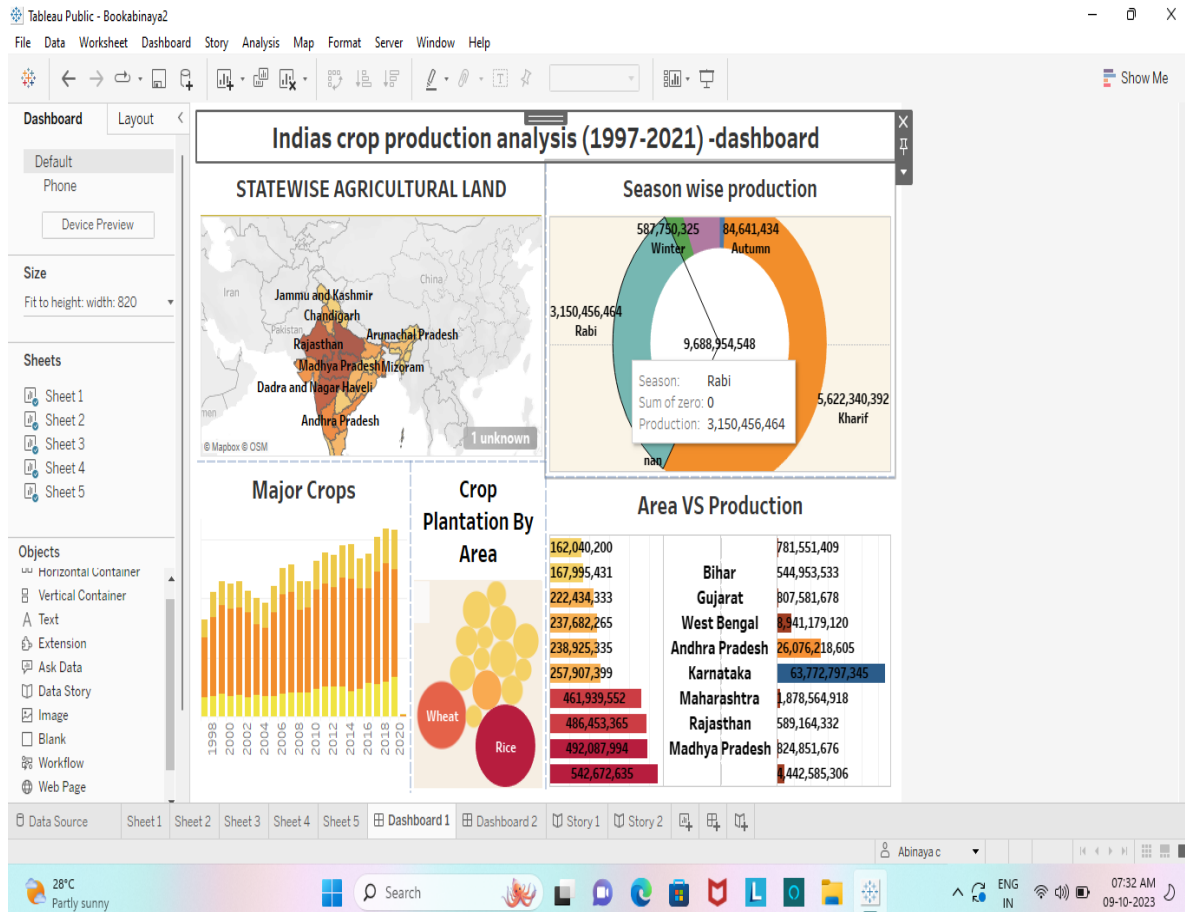 Tableau Public - Bookabinaya2
File Data Worksheet Dashboard Story Analysis Map Format Server Window Help
Show Me
Dashboard Layout
Default
Phone
Device Preview
Size
Fit to height: width: 820
Sheets
Sheet 1
Sheet 2
Sheet 3
Sheet 4
Sheet 5
Objects
Horizontal Container
Vertical Container
Text
Extension
Ask Data
Data Story
Image
Blank
Workflow
Web Page
Indias crop production analysis (1997-2021) -dashboard
STATEWISE AGRICULTURAL LAND
Iran
China
Pakistan
Jammu and Kashmir
Chandigarh
Arunachal Pradesh
Rajasthan
Madhya Pradesh
Mizoram
Dadra and Nagar Haveli
Andhra Pradesh
© Mapbox © OSM
1 unknown
Season wise production
587,750,325
Winter
84,641,434
Autumn
3,150,456,464
Rabi
9,688,954,548
Season: Rabi
Sum of zero: 0
Production: 3,150,456,464
5,622,340,392
Kharif
nan
Major Crops
1998 2000 2002 2004 2006 2008 2010 2012 2014 2016 2018 2020
Crop
Plantation By
Area
Wheat
Rice
Area VS Production
162,040,200 781,551,409
167,995,431 Bihar 544,953,533
222,434,333 Gujarat 807,581,678
237,682,265 West Bengal 8,941,179,120
238,925,335 Andhra Pradesh 26,076,218,605
257,907,399 Karnataka 63,772,797,345
461,939,552 Maharashtra 1,878,564,918
486,453,365 Rajasthan 589,164,332
492,087,994 Madhya Pradesh 824,851,676
542,672,635 4,442,585,306
Data Source Sheet 1 Sheet 2 Sheet 3 Sheet 4 Sheet 5 Dashboard 1 Dashboard 2 Story 1 Story 2
Abinaya c
28°C
Partly sunny
Search
ENG
IN
07:32 AM
09-10-2023